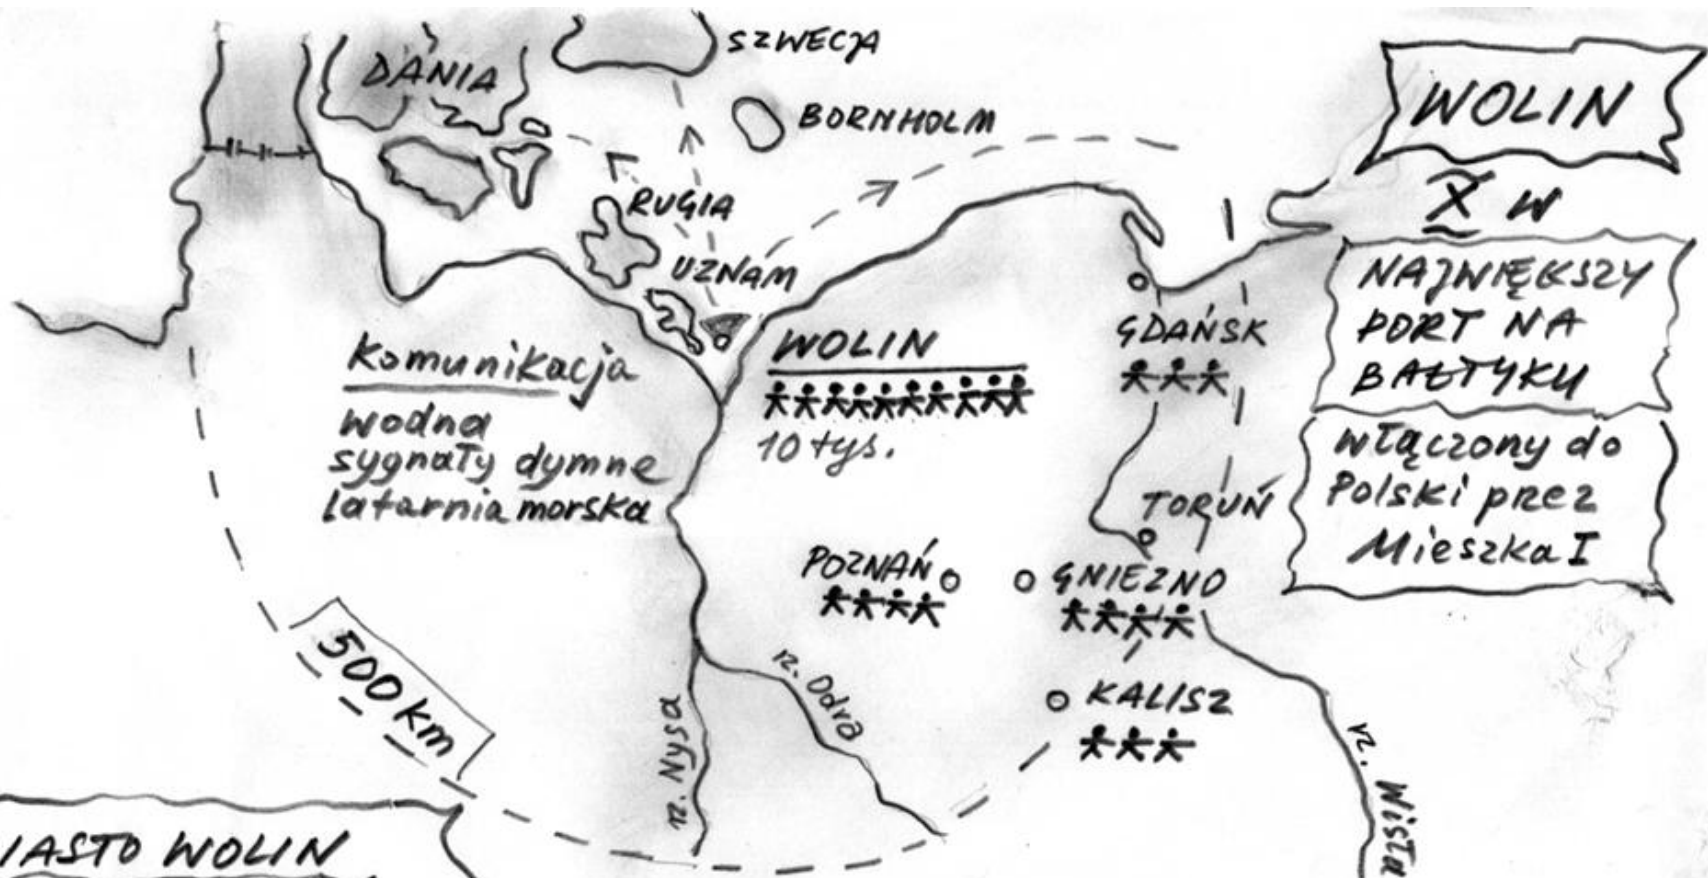 SZWECJA
DANIA
BORNHOLM
WOLIN
X W
RUGIA
UZNAM
NAJWIĘKSZY
PORT NA
BAŁTYKU
GDAŃSK
WOLIN
10 tys.
Komunikacja
wodna
sygnały dymne
latarnia morska
włączony do
Polski przez
Mieszka I
TORUŃ
POZNAŃ
GNIEZNO
500 km
KALISZ
rz. Odra
rz. Nysa
rz. Wisła
IASTO WOLIN